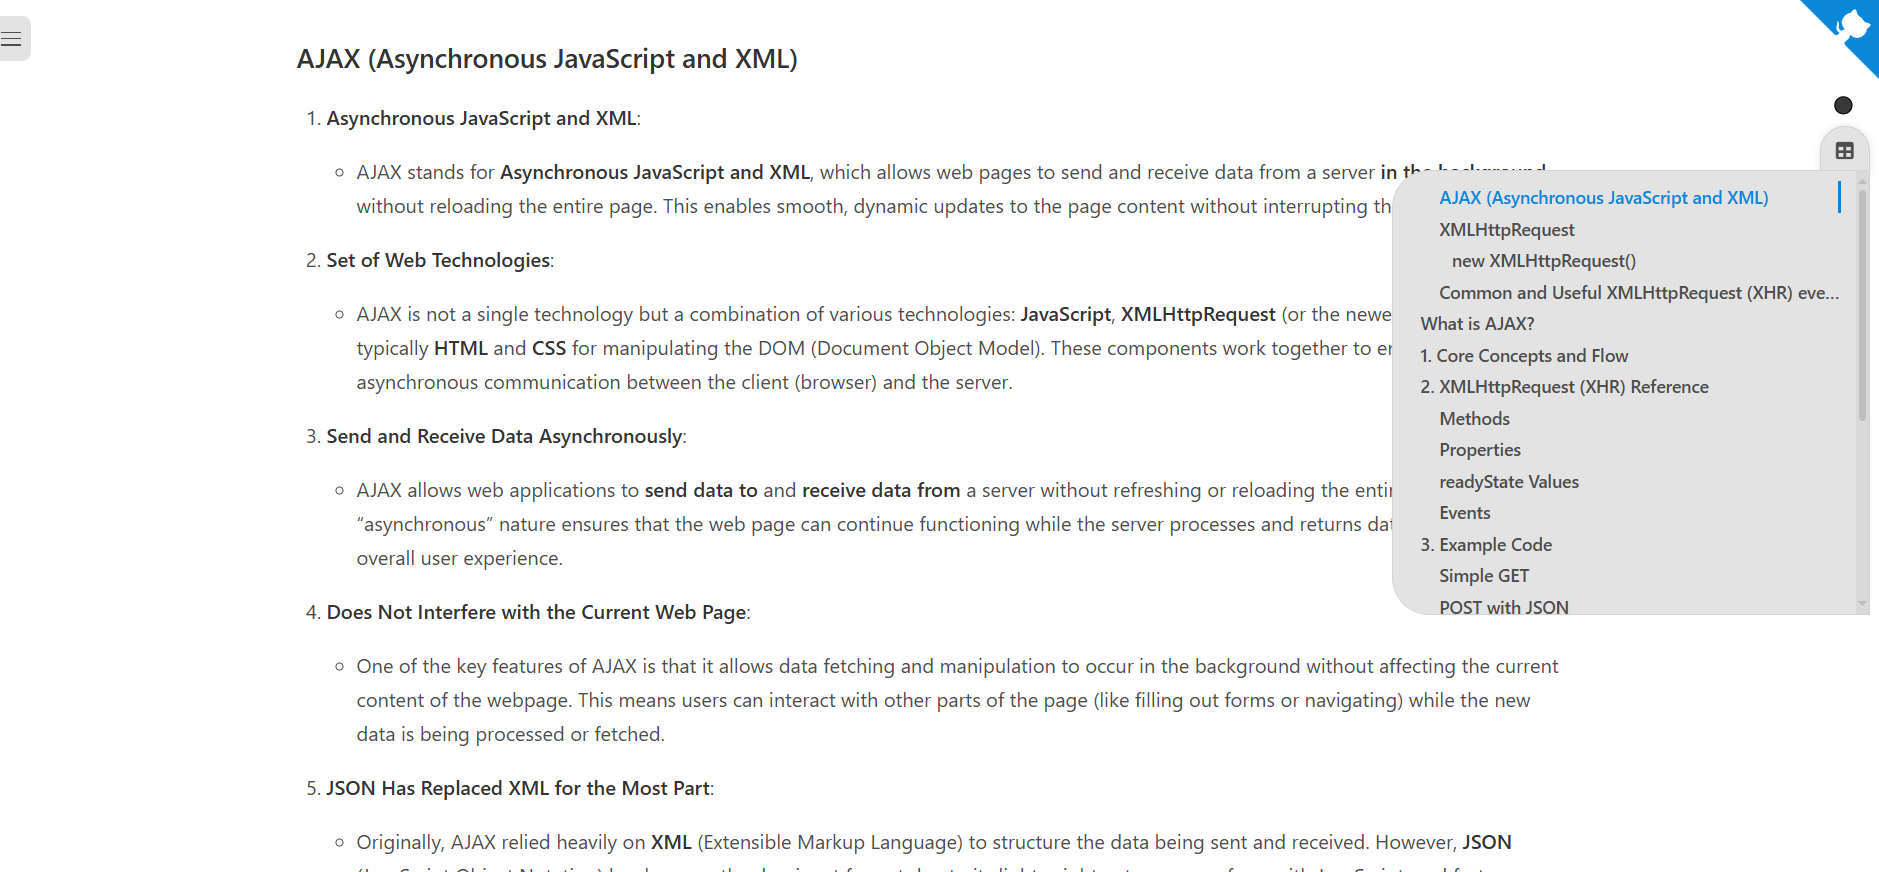 AJAX (Asynchronous JavaScript and XML)
1. Asynchronous JavaScript and XML:
AJAX stands for Asynchronous JavaScript and XML, which allows web pages to send and receive data from a server in the background
without reloading the entire page. This enables smooth, dynamic updates to the page content without interrupting th
2. Set of Web Technologies:
AJAX is not a single technology but a combination of various technologies: JavaScript, XMLHttpRequest (or the newe
typically HTML and CSS for manipulating the DOM (Document Object Model). These components work together to en
asynchronous communication between the client (browser) and the server.
3. Send and Receive Data Asynchronously:
AJAX allows web applications to send data to and receive data from a server without refreshing or reloading the entir
“asynchronous” nature ensures that the web page can continue functioning while the server processes and returns dat
overall user experience.
4. Does Not Interfere with the Current Web Page:
One of the key features of AJAX is that it allows data fetching and manipulation to occur in the background without affecting the current
content of the webpage. This means users can interact with other parts of the page (like filling out forms or navigating) while the new
data is being processed or fetched.
5. JSON Has Replaced XML for the Most Part:
Originally, AJAX relied heavily on XML (Extensible Markup Language) to structure the data being sent and received. However, JSON
AJAX (Asynchronous JavaScript and XML)
XMLHttpRequest
new XMLHttpRequest()
Common and Useful XMLHttpRequest (XHR) eve...
What is AJAX?
1. Core Concepts and Flow
2. XMLHttpRequest (XHR) Reference
Methods
Properties
readyState Values
Events
3. Example Code
Simple GET
POST with JSON